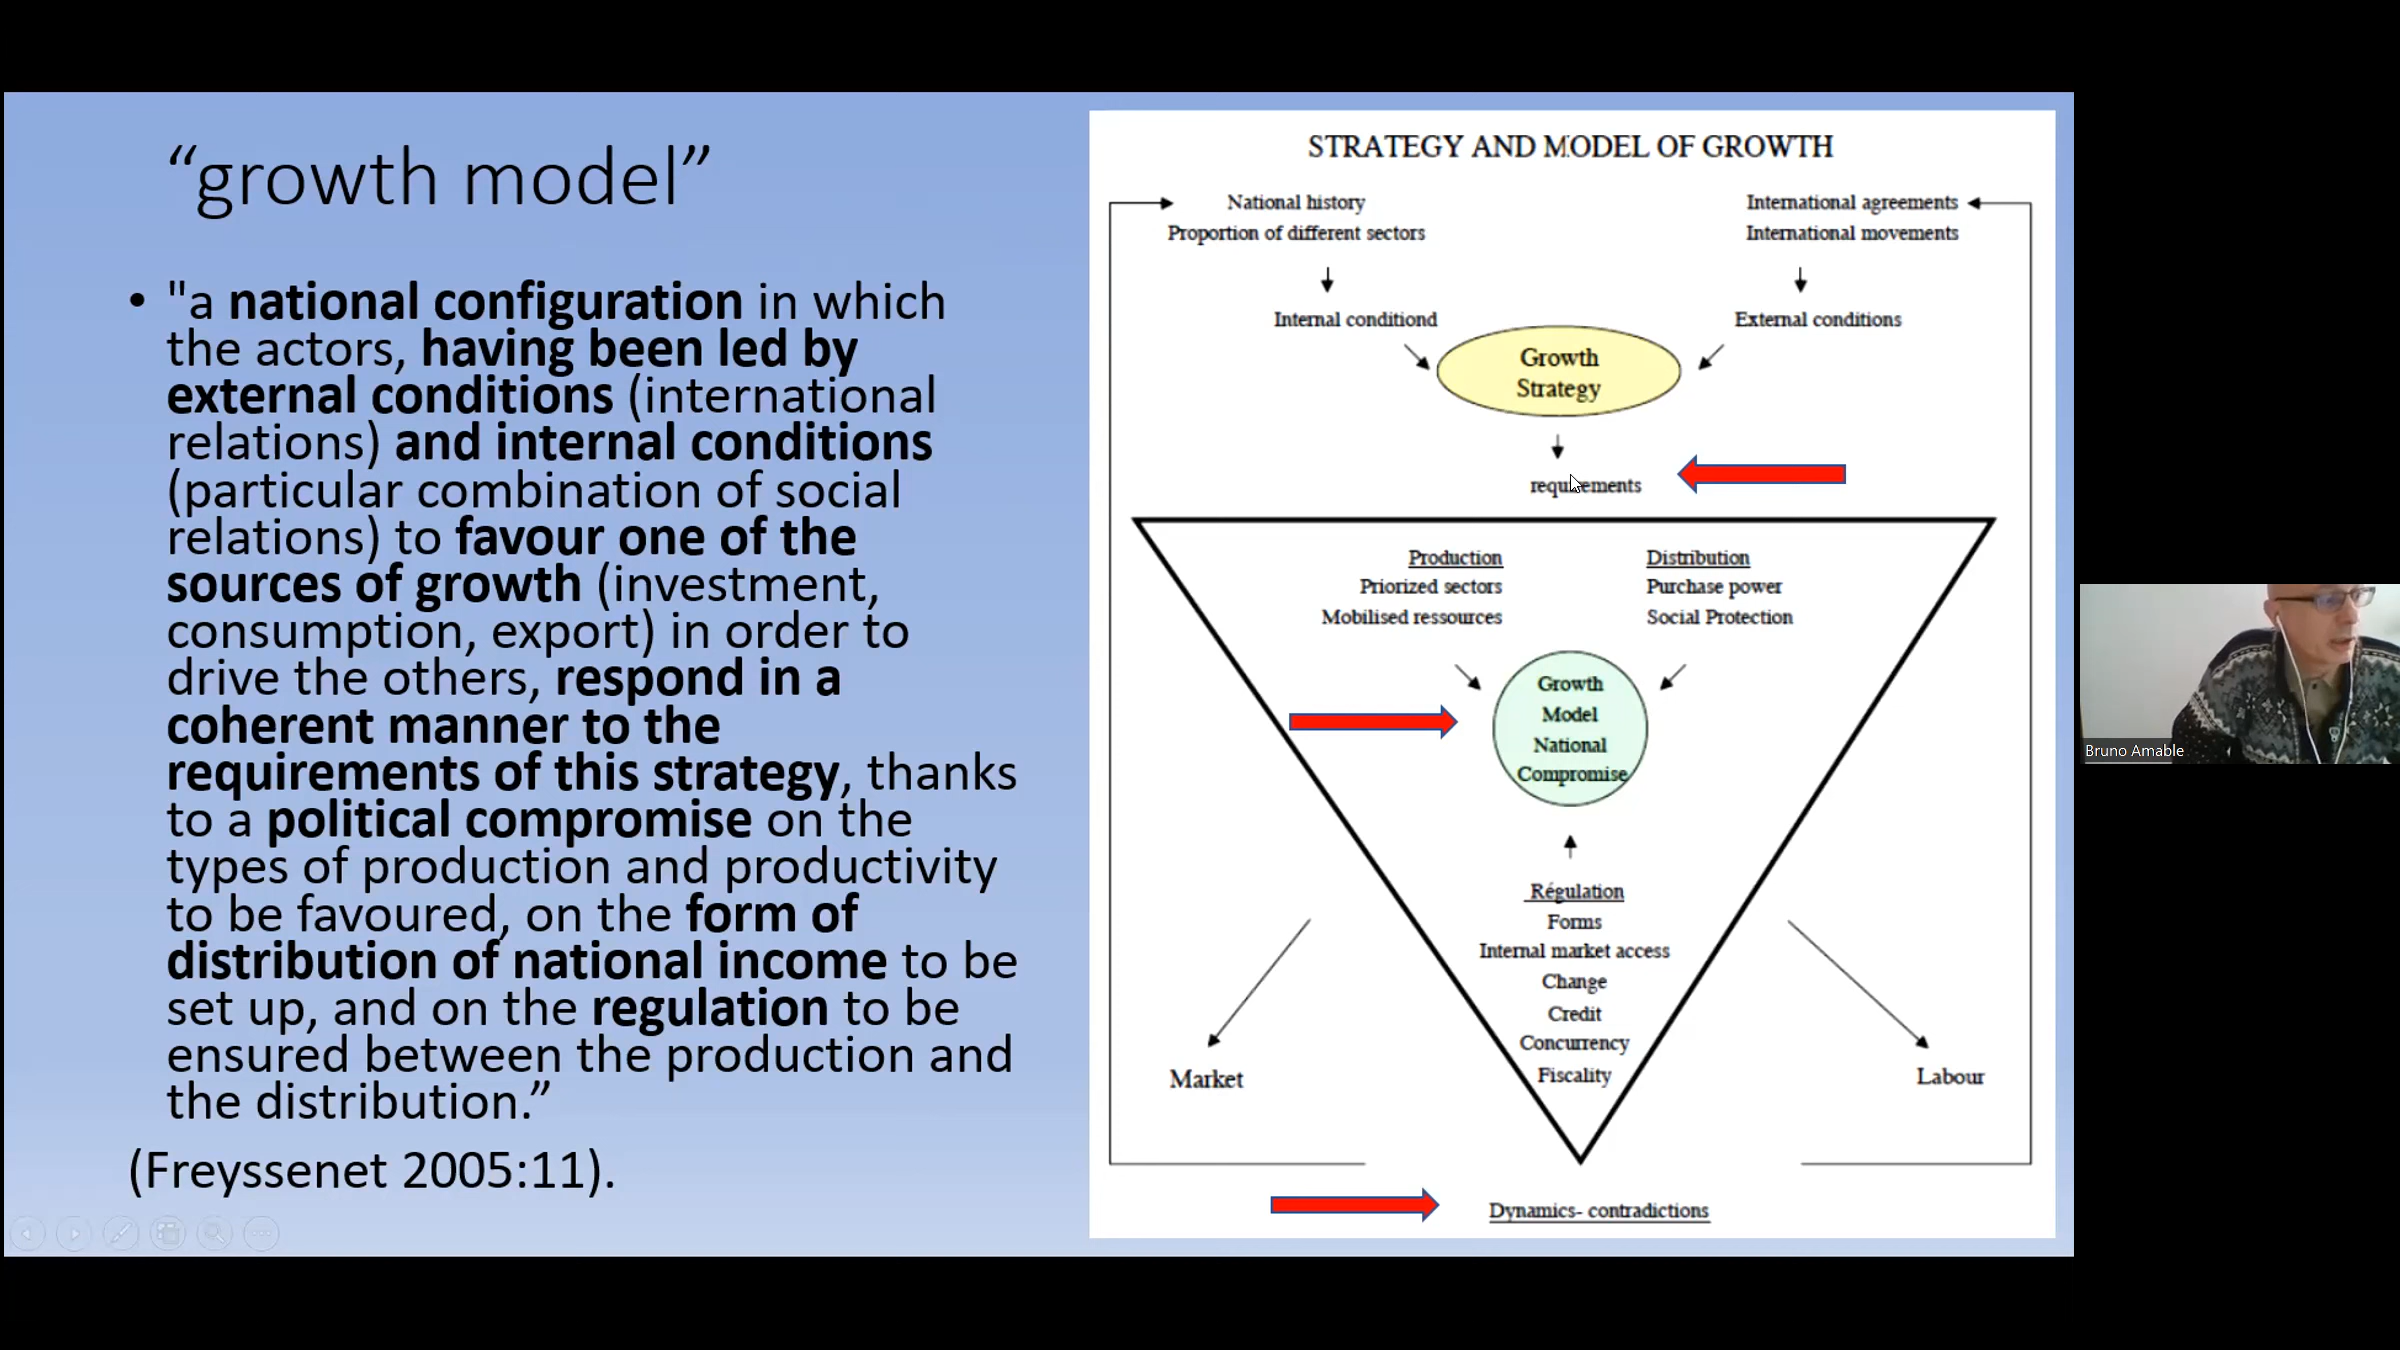 “growth model”
• "a national configuration in which
the actors, having been led by
external conditions (international
relations) and internal conditions
(particular combination of social
relations) to favour one of the
sources of growth (investment,
consumption, export) in order to
drive the others, respond in a
coherent manner to the
requirements of this strategy, thanks
to a political compromise on the
types of production and productivity
to be favoured, on the form of
distribution of national income to be
set up, and on the regulation to be
ensured between the production and
the distribution.”
(Freyssenet 2005:11).
STRATEGY AND MODEL OF GROWTH
National history
Proportion of different sectors
International agreements
International movements
Internal conditiond
External conditions
Growth
Strategy
requirements
Production
Priorized sectors
Mobilised ressources
Distribution
Purchase power
Social Protection
Growth
Model
National
Compromise
Régulation
Forms
Internal market access
Change
Credit
Concurrency
Fiscality
Market
Labour
Dynamics- contradictions
Bruno Amable